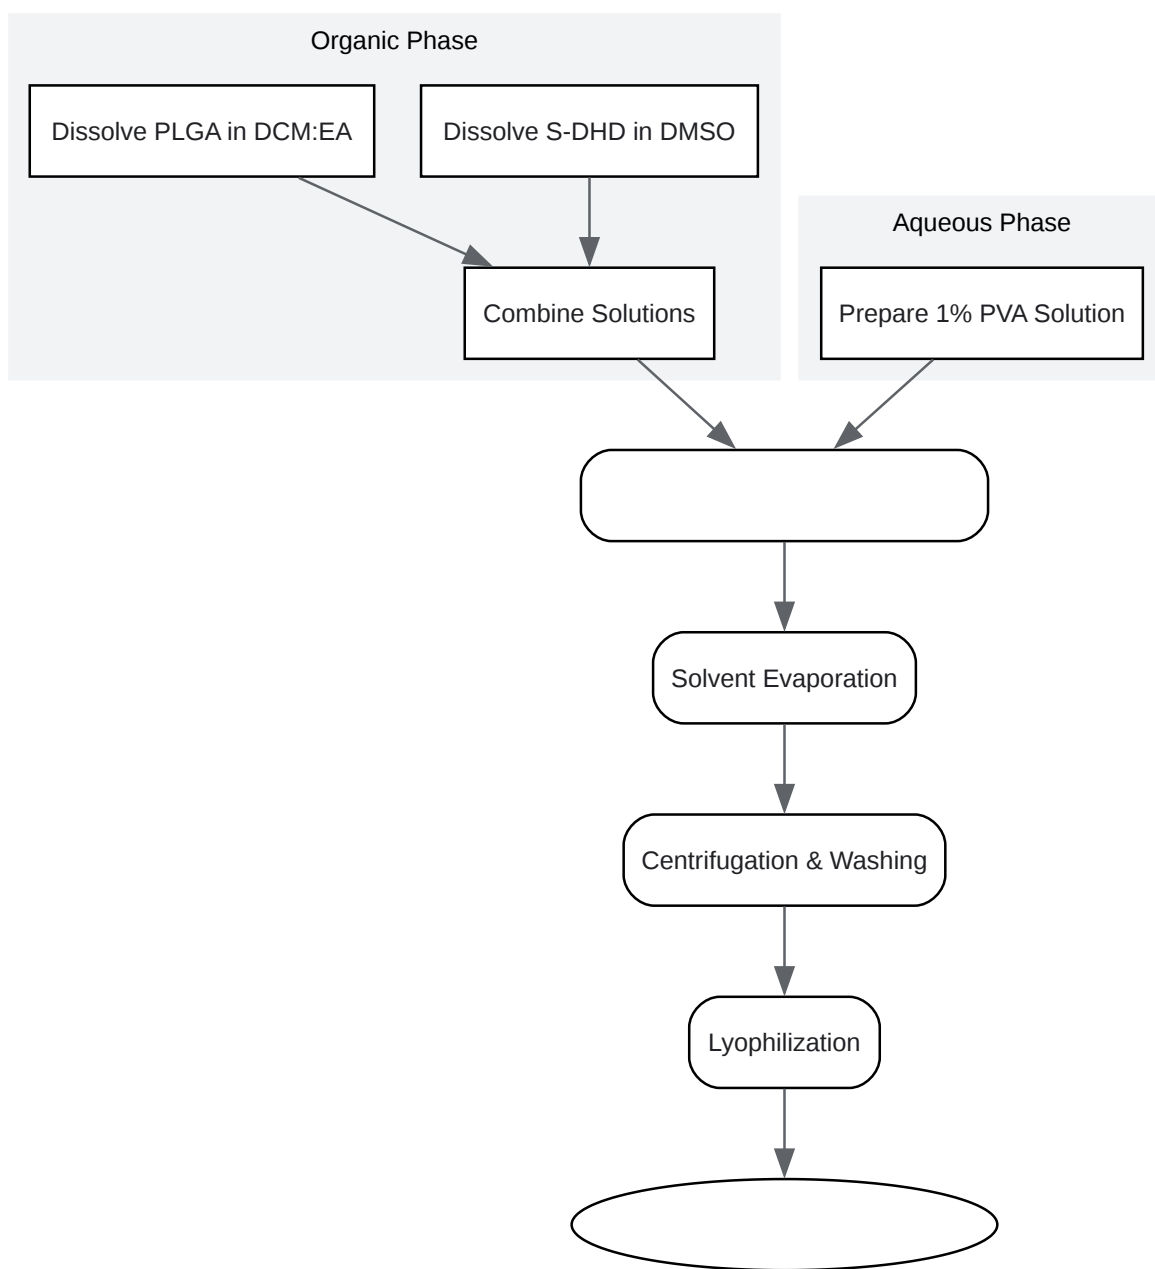 Organic Phase
Dissolve PLGA in DCM:EA
Dissolve S-DHD in DMSO
Aqueous Phase
Combine Solutions
Prepare 1% PVA Solution
Solvent Evaporation
Centrifugation & Washing
Lyophilization